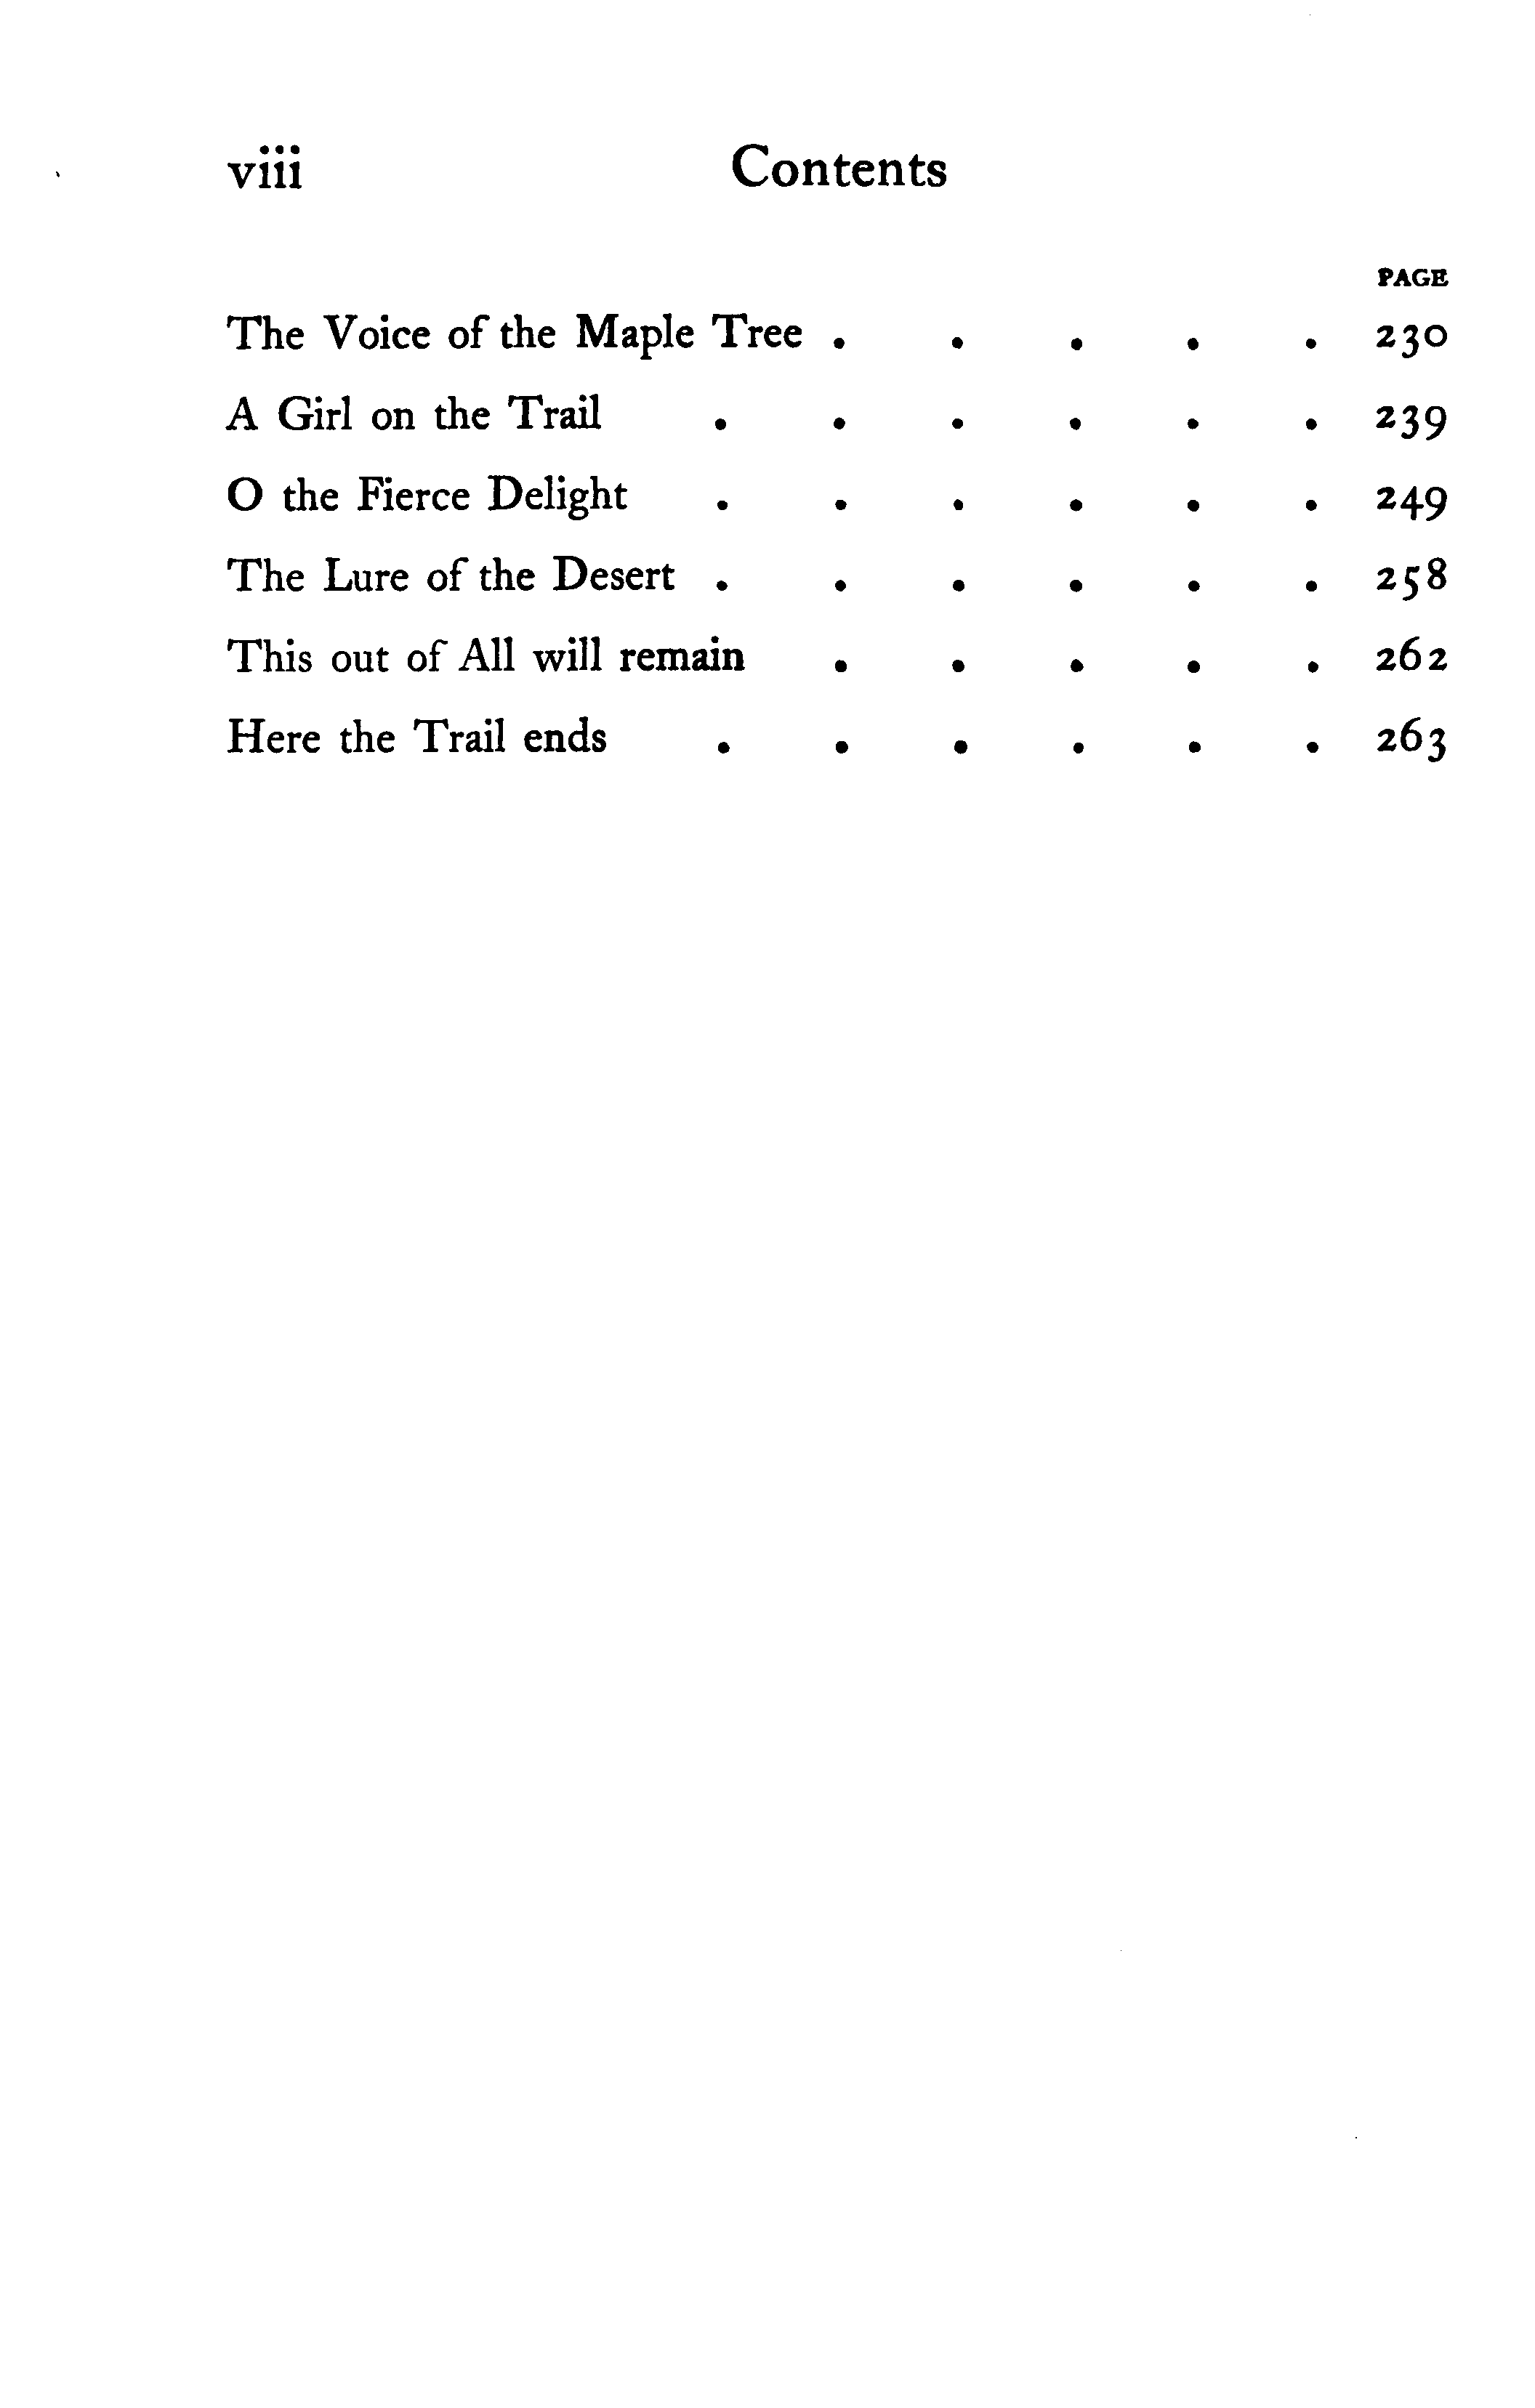 viii Contents
PAGE
The Voice of the Maple Tree . . . . . 230
A Girl on the Trail . . . . . . 239
O the Fierce Delight . . . . . . 249
The Lure of the Desert . . . . . . 258
This out of All will remain . . . . . 262
Here the Trail ends . . . . . . 263